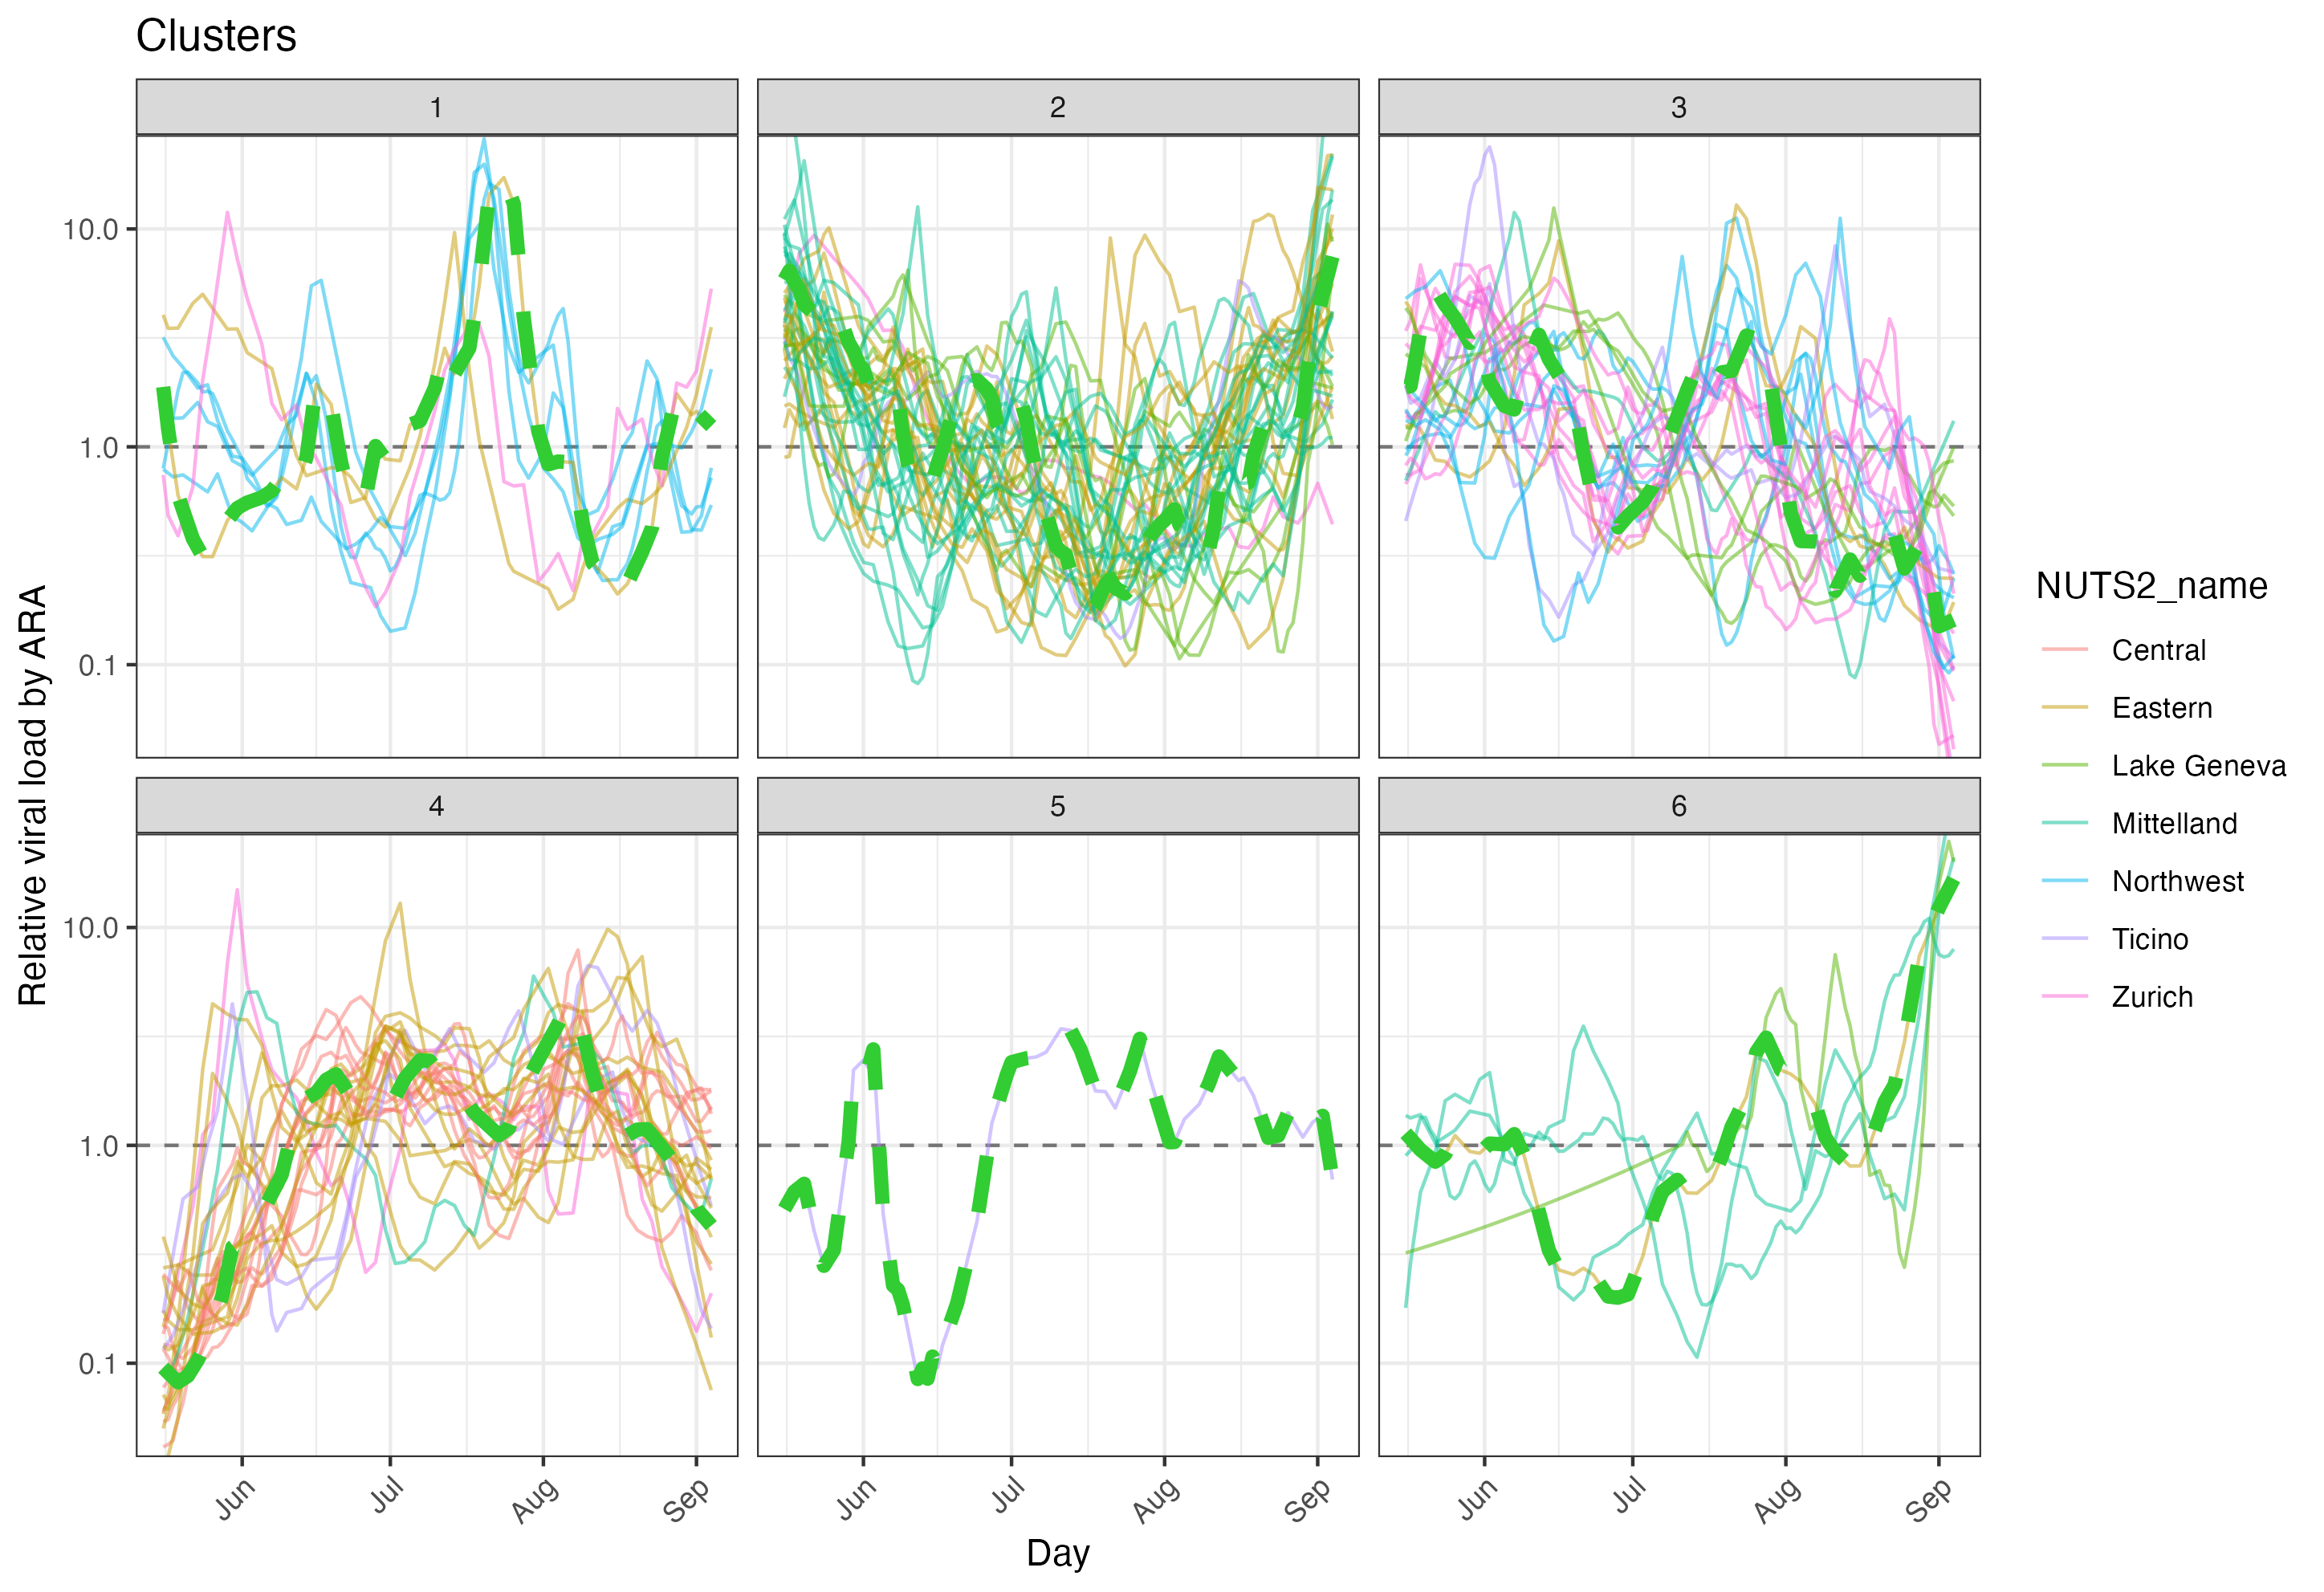 Clusters
1
2
3
10.0
1.0
0.1
4
5
6
10.0
1.0
0.1
Relative viral load by ARA
Jun
Jul
Aug
Sep
Jun
Jul
Aug
Sep
Jun
Jul
Aug
Sep
Day
NUTS2_name
Central
Eastern
Lake Geneva
Mittelland
Northwest
Ticino
Zurich